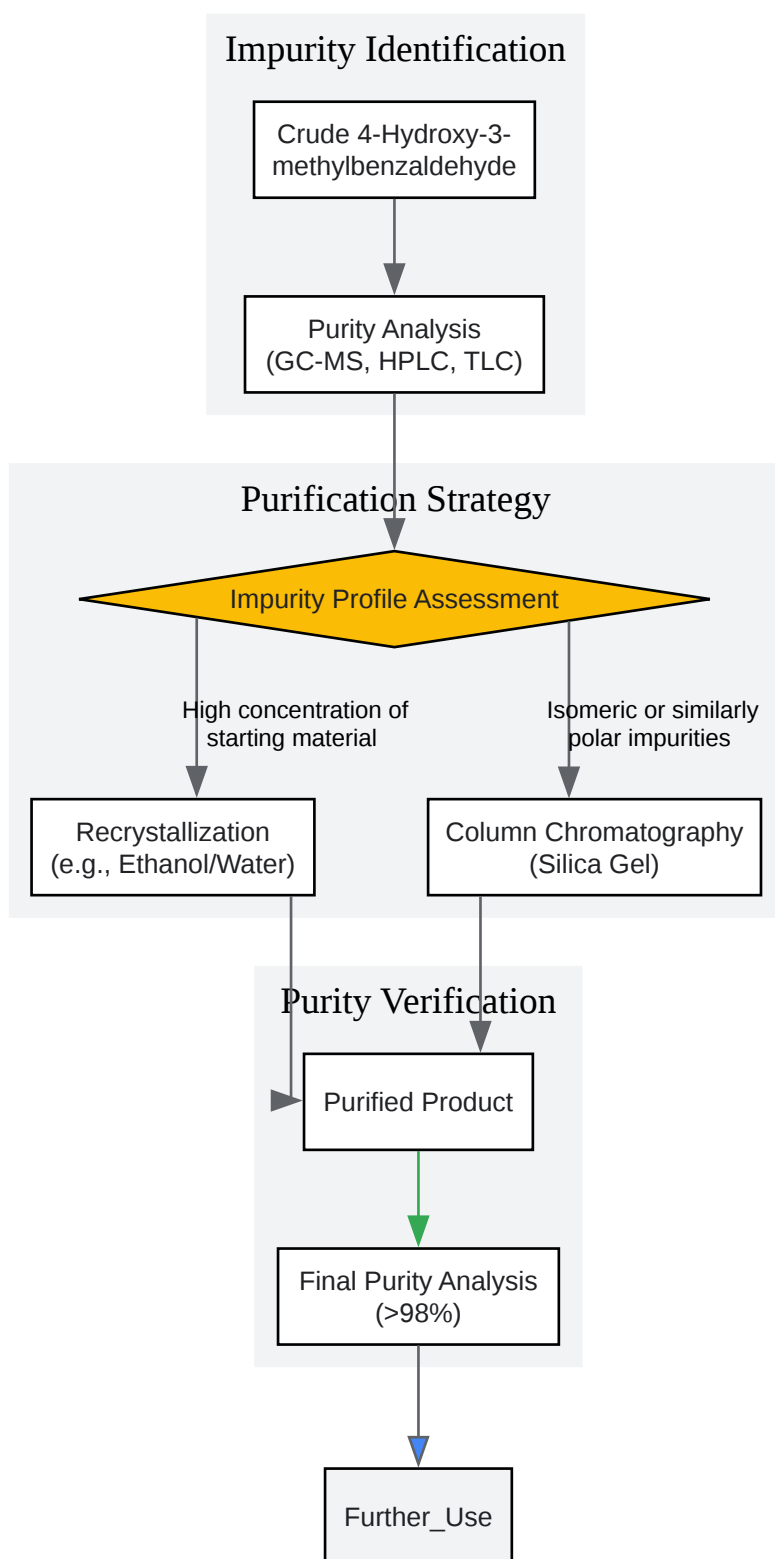 Impurity Identification
Crude 4-Hydroxy-3-
methylbenzaldehyde
Purity Analysis
(GC-MS, HPLC, TLC)
Purification Strategy
Impurity Profile Assessment
High concentration of
starting material
Isomeric or similarly
polar impurities
Recrystallization
(e.g., Ethanol/Water)
Column Chromatography
(Silica Gel)
Purity Verification
Purified Product
Final Purity Analysis
(>98%)
Further_Use